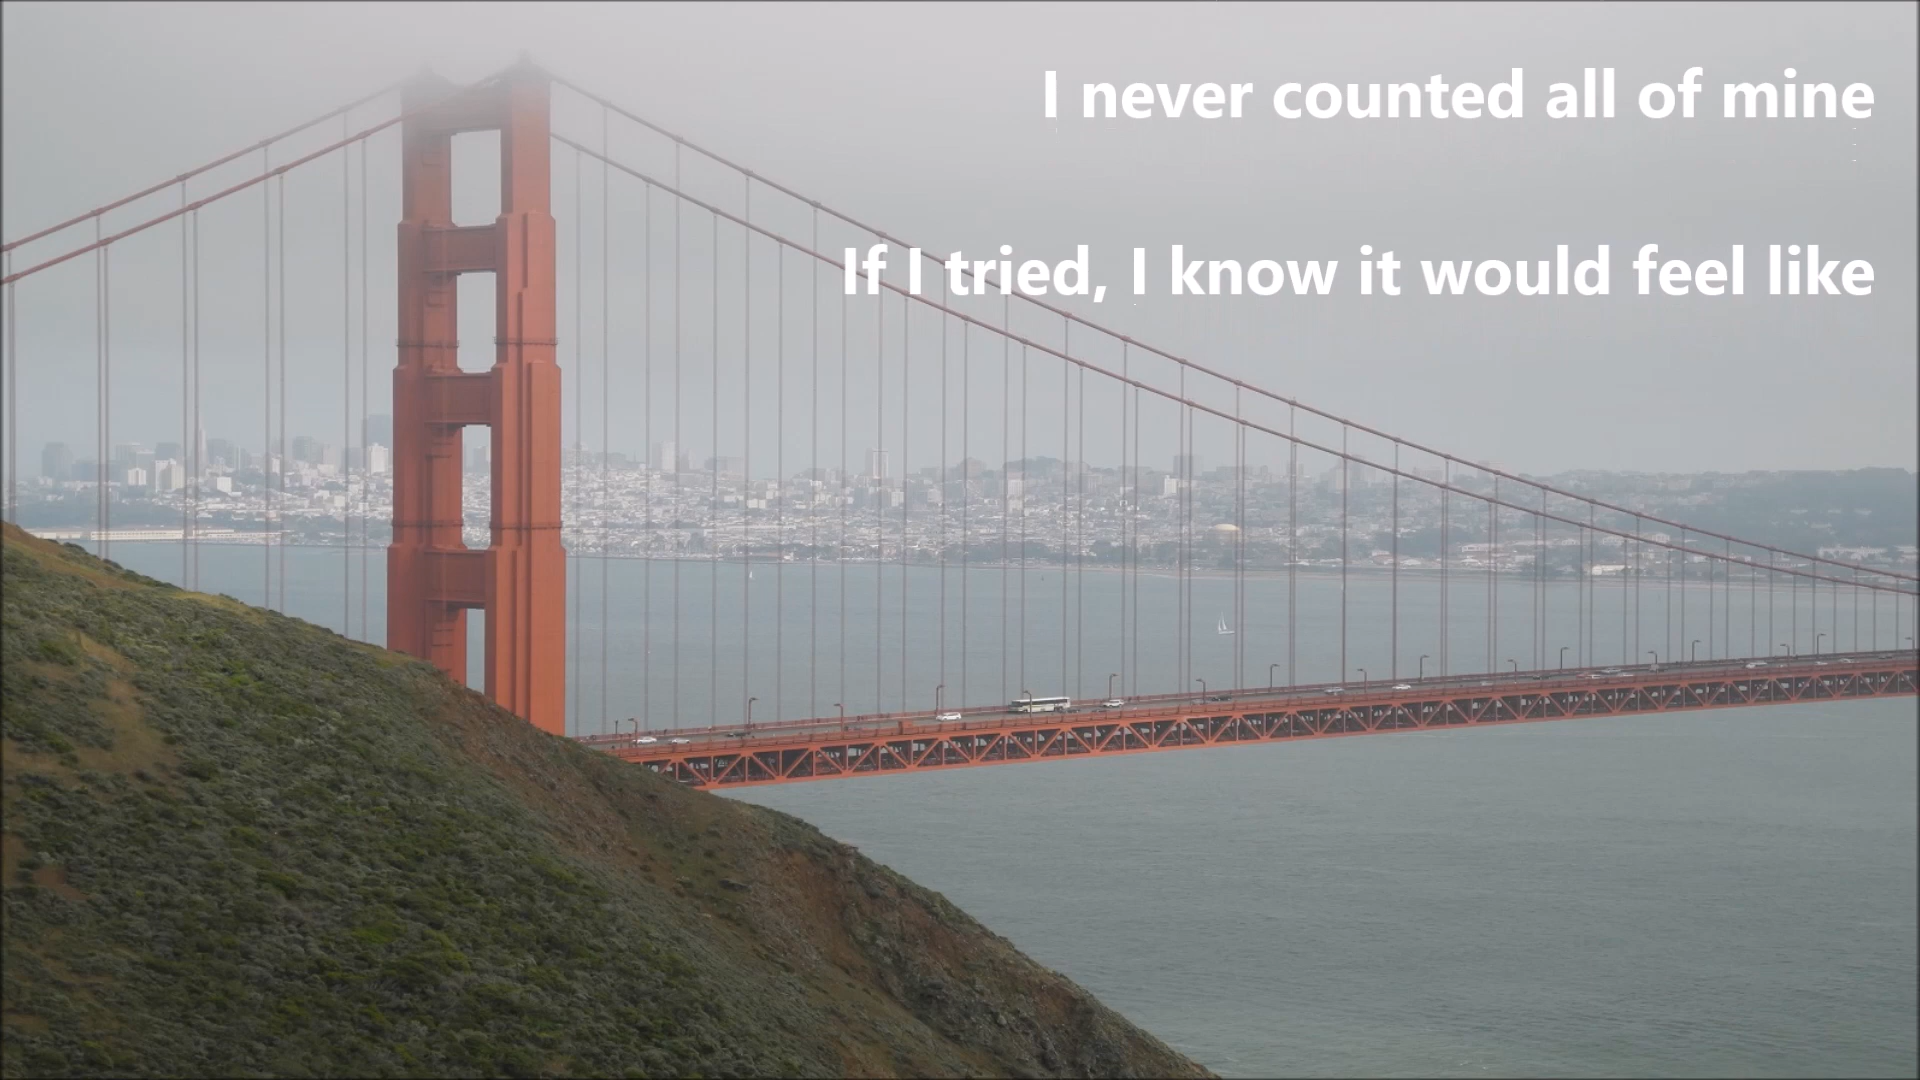 I never counted all of mine
If I tried, I know it would feel like